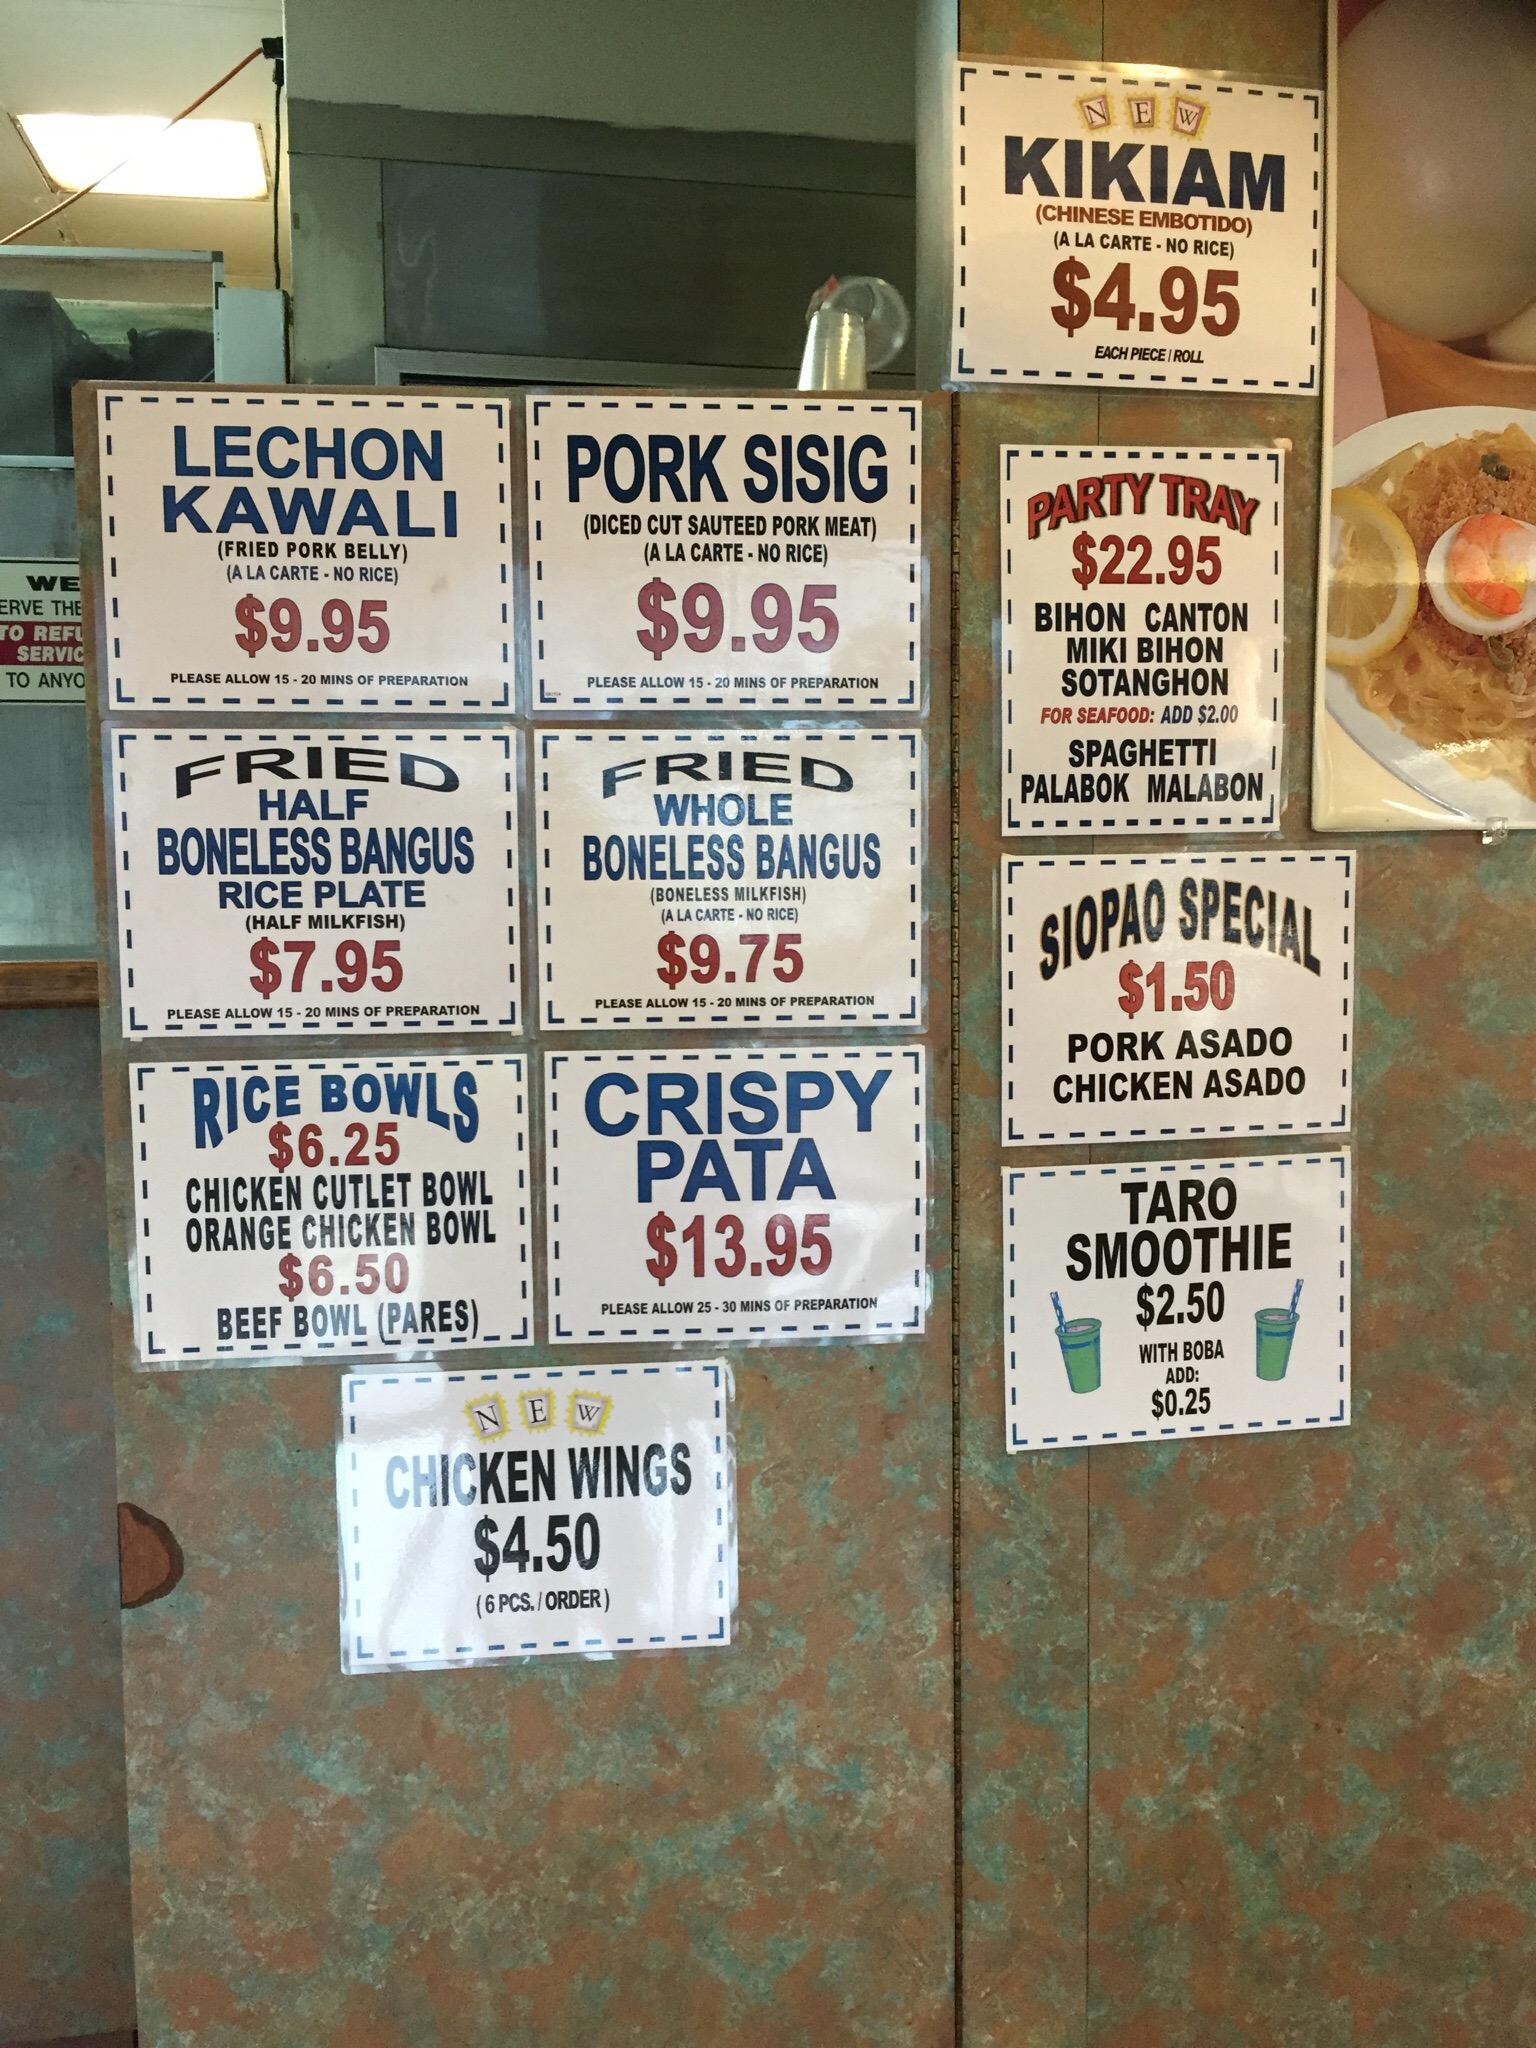 NEW
KIKIAM
(CHINESE EMBOTIDO)
(A LA CARTE - NO RICE)
$4.95
EACH PIECE / ROLL
LECHON
KAWALI
(FRIED PORK BELLY)
(A LA CARTE - NO RICE)
$9.95
PLEASE ALLOW 15 - 20 MINS OF PREPARATION
PORK SISIG
(DICED CUT SAUTEED PORK MEAT)
(A LA CARTE - NO RICE)
$9.95
PLEASE ALLOW 15 - 20 MINS OF PREPARATION
PARTY TRAY
$22.95
BIHON CANTON
MIKI BIHON
SOTANGHON
FOR SEAFOOD: ADD $2.00
SPAGHETTI
PALABOK MALABON
WE
ERVE THE
TO REFU
SERVIC
TO ANYO
FRIED
HALF
BONELESS BANGUS
RICE PLATE
(HALF MILKFISH)
$7.95
PLEASE ALLOW 15 - 20 MINS OF PREPARATION
FRIED
WHOLE
BONELESS BANGUS
(BONELESS MILKFISH)
(A LA CARTE - NO RICE)
$9.75
PLEASE ALLOW 15 - 20 MINS OF PREPARATION
SIOPAO SPECIAL
$1.50
PORK ASADO
CHICKEN ASADO
RICE BOWLS
$6.25
CHICKEN CUTLET BOWL
ORANGE CHICKEN BOWL
$6.50
BEEF BOWL (PARES)
CRISPY
PATA
$13.95
PLEASE ALLOW 25 - 30 MINS OF PREPARATION
TARO
SMOOTHIE
$2.50
WITH BOBA
ADD:
$0.25
NEW
CHICKEN WINGS
$4.50
( 6 PCS. / ORDER )